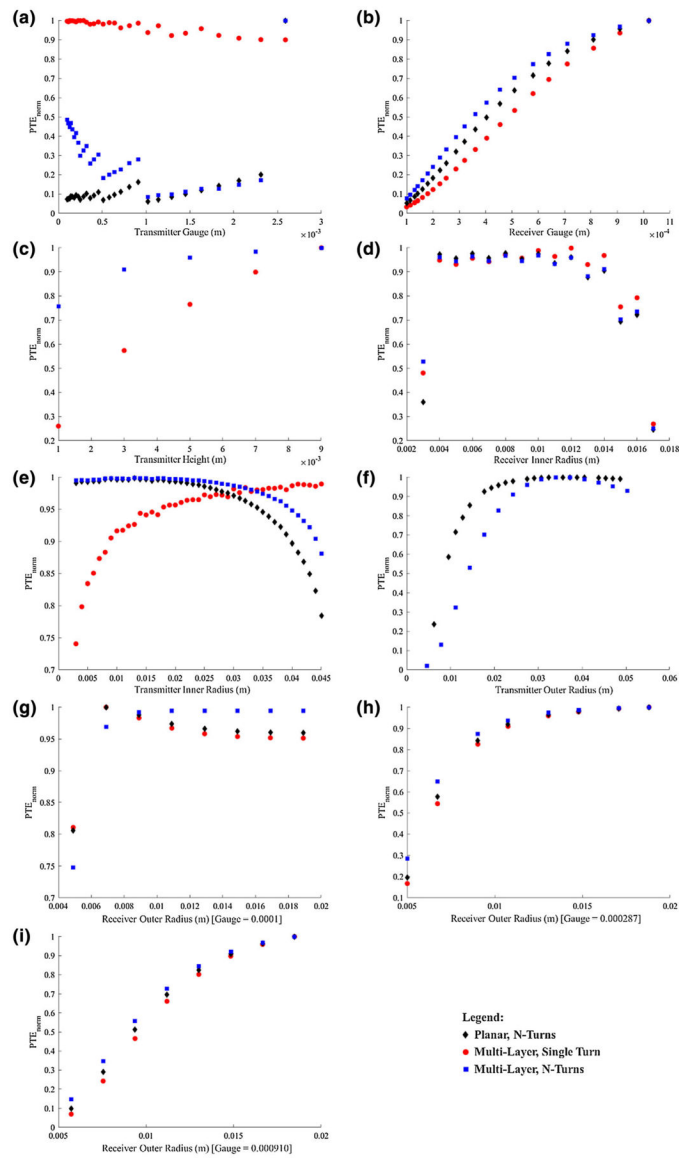 (a)
PTEnorm
1
0.9
0.8
0.7
0.6
0.5
0.4
0.3
0.2
0.1
0
0 0.5 1 1.5 2 2.5 3
×10-3
Transmitter Gauge (m)
(b)
PTEnorm
1
0.9
0.8
0.7
0.6
0.5
0.4
0.3
0.2
0.1
0
1 2 3 4 5 6 7 8 9 10 11
×10-4
Receiver Gauge (m)
(c)
PTEnorm
1
0.9
0.8
0.7
0.6
0.5
0.4
0.3
0.2
1 2 3 4 5 6 7 8 9
×10-3
Transmitter Height (m)
(d)
PTEnorm
1
0.9
0.8
0.7
0.6
0.5
0.4
0.3
0.2
0.002 0.004 0.006 0.008 0.01 0.012 0.014 0.016 0.018
Receiver Inner Radius (m)
(e)
PTEnorm
1
0.95
0.9
0.85
0.8
0.75
0.7
0 0.005 0.01 0.015 0.02 0.025 0.03 0.035 0.04 0.045
Transmitter Inner Radius (m)
(f)
PTEnorm
1
0.9
0.8
0.7
0.6
0.5
0.4
0.3
0.2
0.1
0
0 0.01 0.02 0.03 0.04 0.05 0.06
Transmitter Outer Radius (m)
(g)
PTEnorm
1
0.95
0.9
0.85
0.8
0.75
0.7
0.004 0.006 0.008 0.01 0.012 0.014 0.016 0.018 0.02
Receiver Outer Radius (m) [Gauge = 0.0001]
(h)
PTEnorm
1
0.9
0.8
0.7
0.6
0.5
0.4
0.3
0.2
0.1
0.005 0.01 0.015 0.02
Receiver Outer Radius (m) [Gauge = 0.000287]
(i)
PTEnorm
1
0.9
0.8
0.7
0.6
0.5
0.4
0.3
0.2
0.1
0
0.005 0.01 0.015 0.02
Receiver Outer Radius (m) [Gauge = 0.000910]
Legend:
Planar, N-Turns
Multi-Layer, Single Turn
Multi-Layer, N-Turns